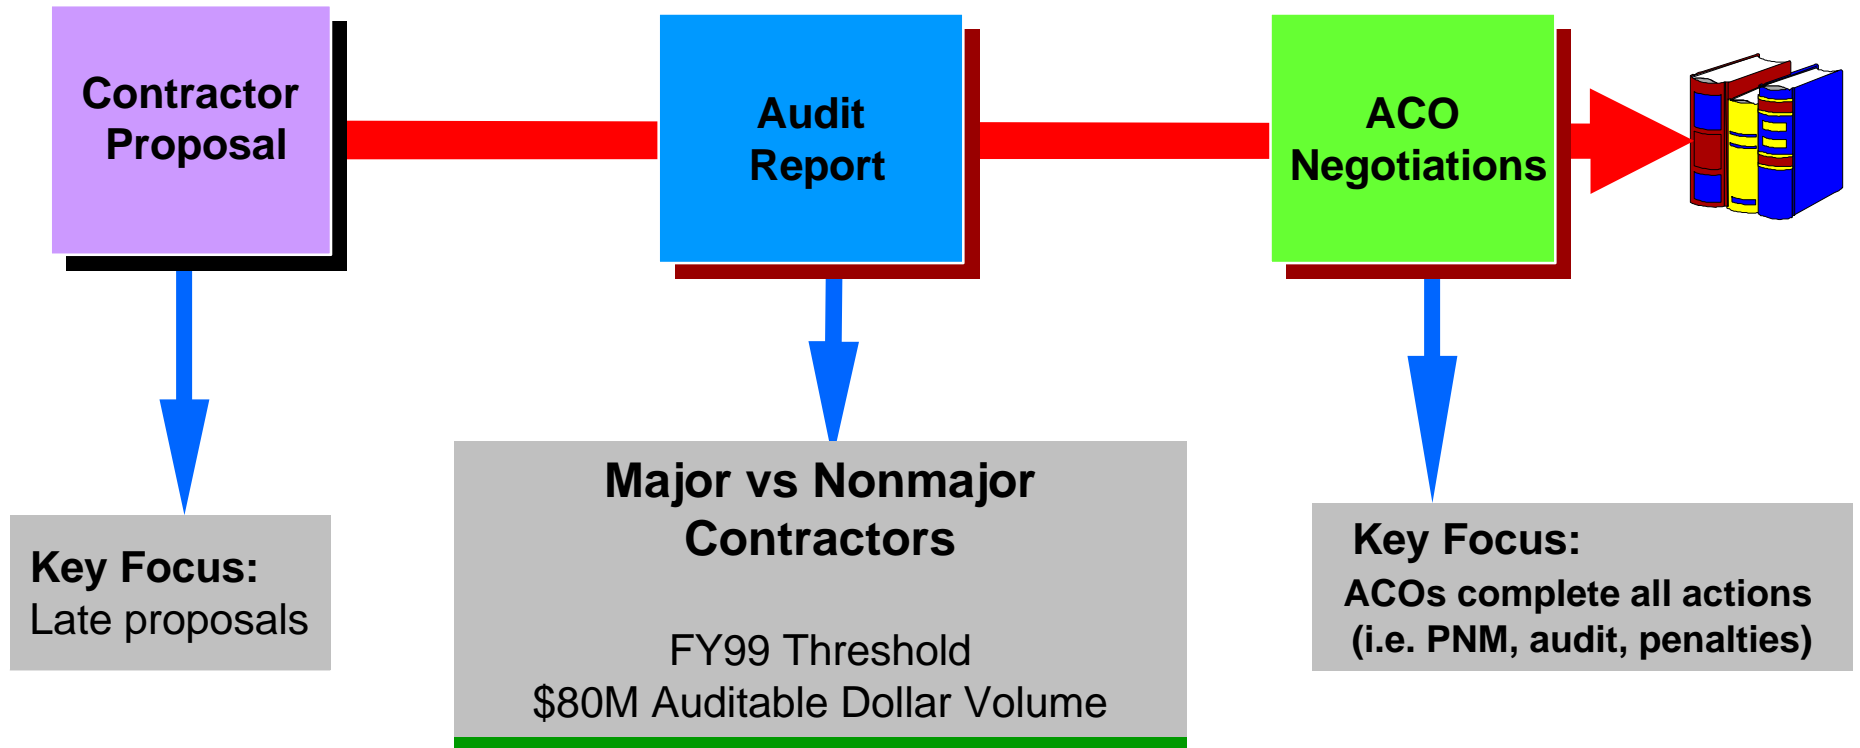 Contractor
Proposal
Audit
Report
ACO
Negotiations
Key Focus:
Late proposals
Major vs Nonmajor
Contractors
FY99 Threshold
$80M Auditable Dollar Volume
Key Focus:
ACOs complete all actions
(i.e. PNM, audit, penalties)